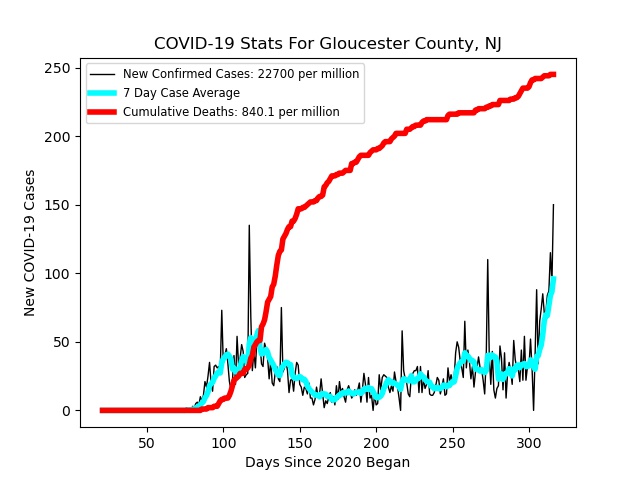 COVID-19 Stats For Gloucester County, NJ
New Confirmed Cases: 22700 per million
7 Day Case Average
Cumulative Deaths: 840.1 per million
250
200
150
100
50
0
New COVID-19 Cases
50 100 150 200 250 300
Days Since 2020 Began